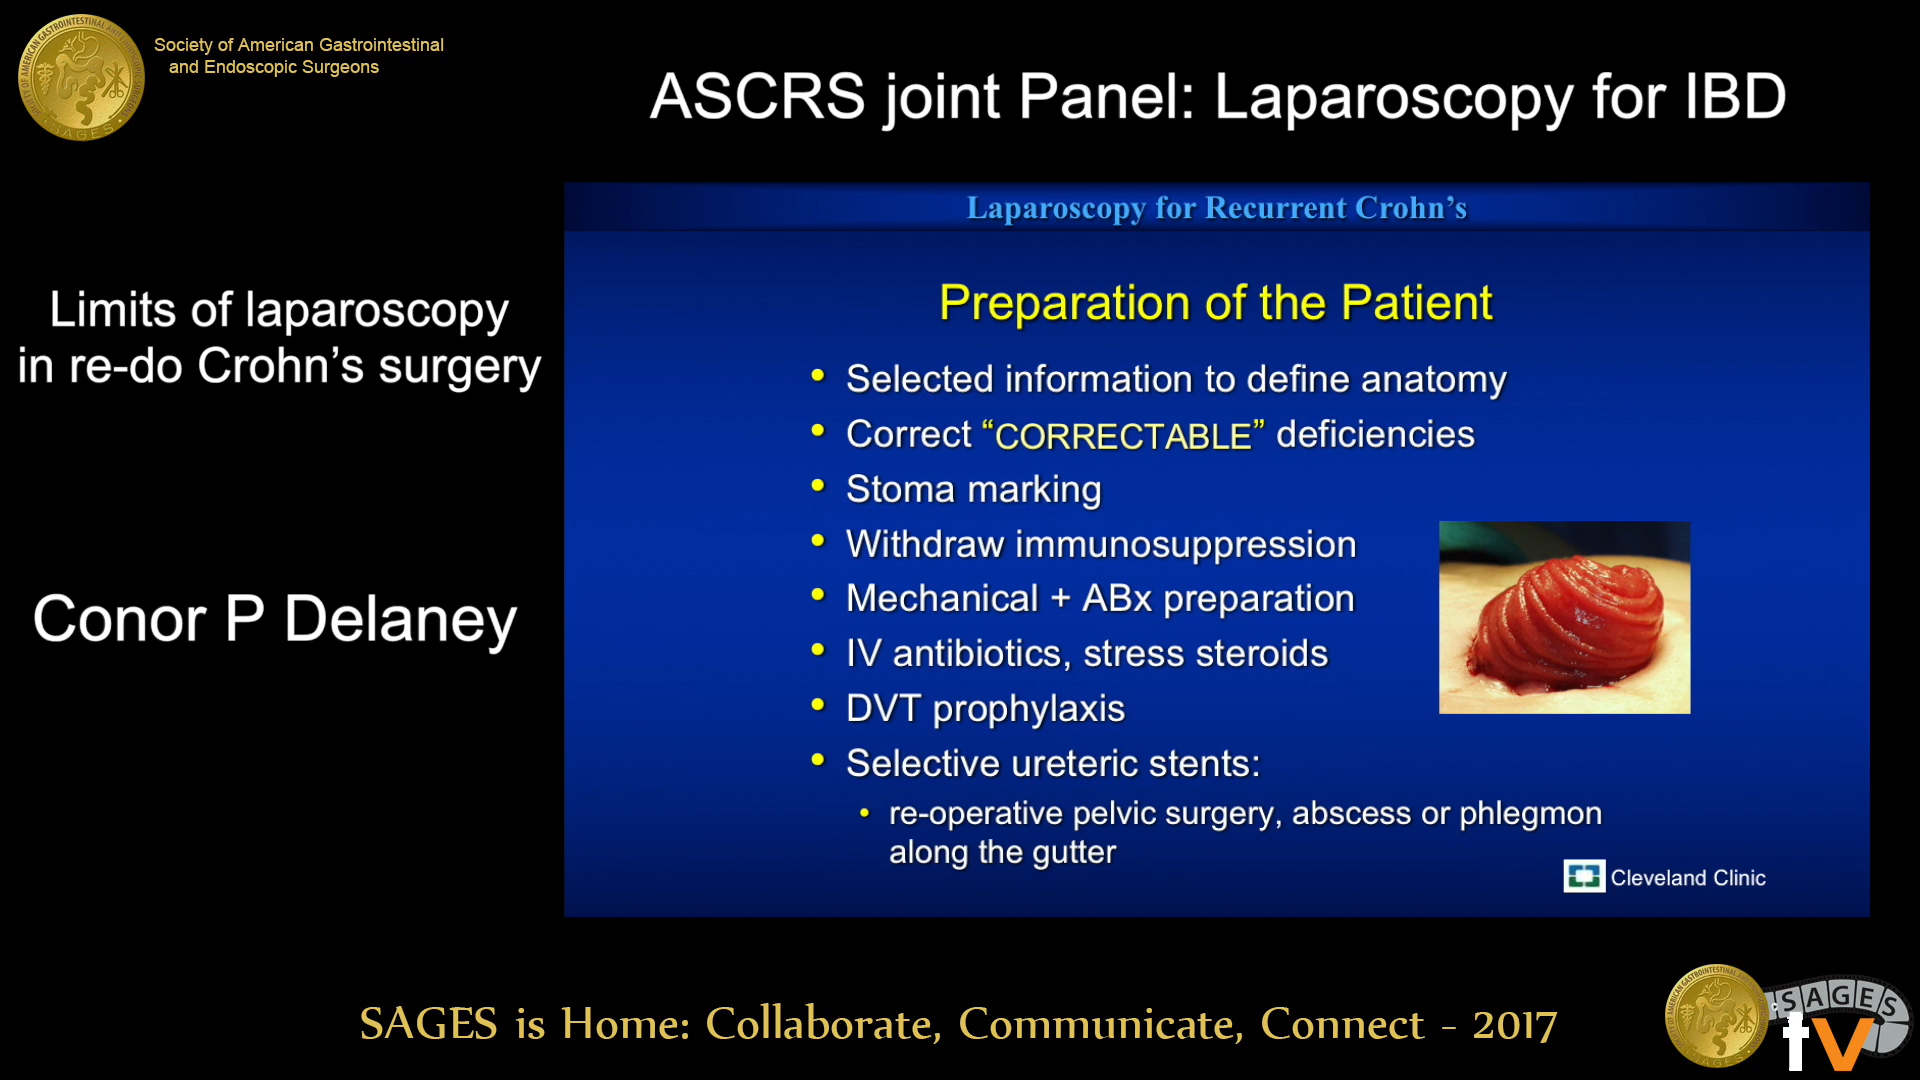 Society of American Gastrointestinal
and Endoscopic Surgeons
ASCRS joint Panel: Laparoscopy for IBD
Limits of laparoscopy
in re-do Crohn's surgery
Conor P Delaney
Laparoscopy for Recurrent Crohn's
Preparation of the Patient
• Selected information to define anatomy
• Correct “CORRECTABLE” deficiencies
• Stoma marking
• Withdraw immunosuppression
• Mechanical + ABx preparation
• IV antibiotics, stress steroids
• DVT prophylaxis
• Selective ureteric stents:
• re-operative pelvic surgery, abscess or phlegmon
along the gutter
Cleveland Clinic
SAGES is Home: Collaborate, Communicate, Connect - 2017
SAGES
tv